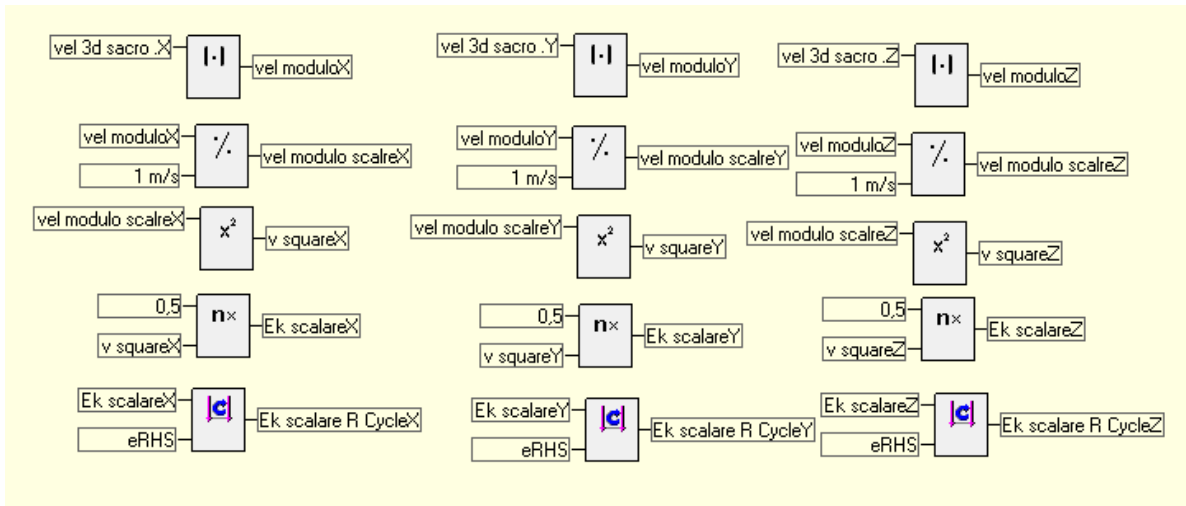 vel 3d sacro .X
|·|
vel moduloX
vel 3d sacro .Y
|·|
vel moduloY
vel 3d sacro .Z
|·|
vel moduloZ
vel moduloX
1 m/s
·/.
vel modulo scalreX
vel moduloY
1 m/s
·/.
vel modulo scalreY
vel moduloZ
1 m/s
·/.
vel modulo scalreZ
vel modulo scalreX
x²
v squareX
vel modulo scalreY
x²
v squareY
vel modulo scalreZ
x²
v squareZ
0,5
v squareX
n×
Ek scalareX
0,5
v squareY
n×
Ek scalareY
0,5
v squareZ
n×
Ek scalareZ
Ek scalareX
eRHS
C
Ek scalare R CycleX
Ek scalareY
eRHS
C
Ek scalare R CycleY
Ek scalareZ
eRHS
C
Ek scalare R CycleZ